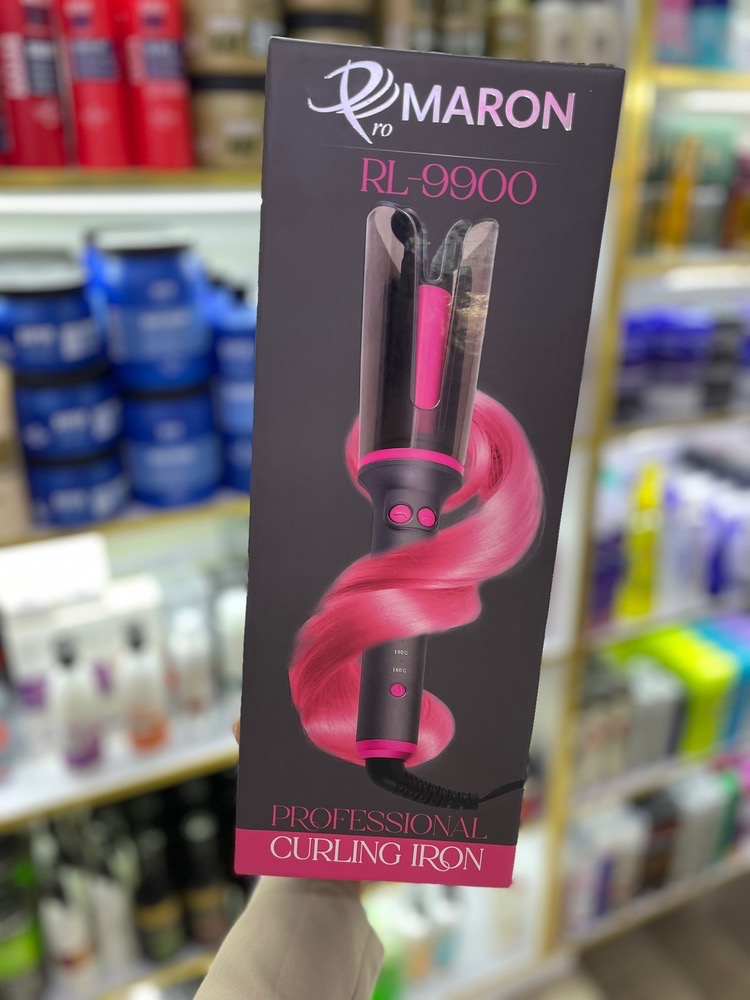 Pro MARON
RL-9900
190°C
160°C
PROFESSIONAL
CURLING IRON